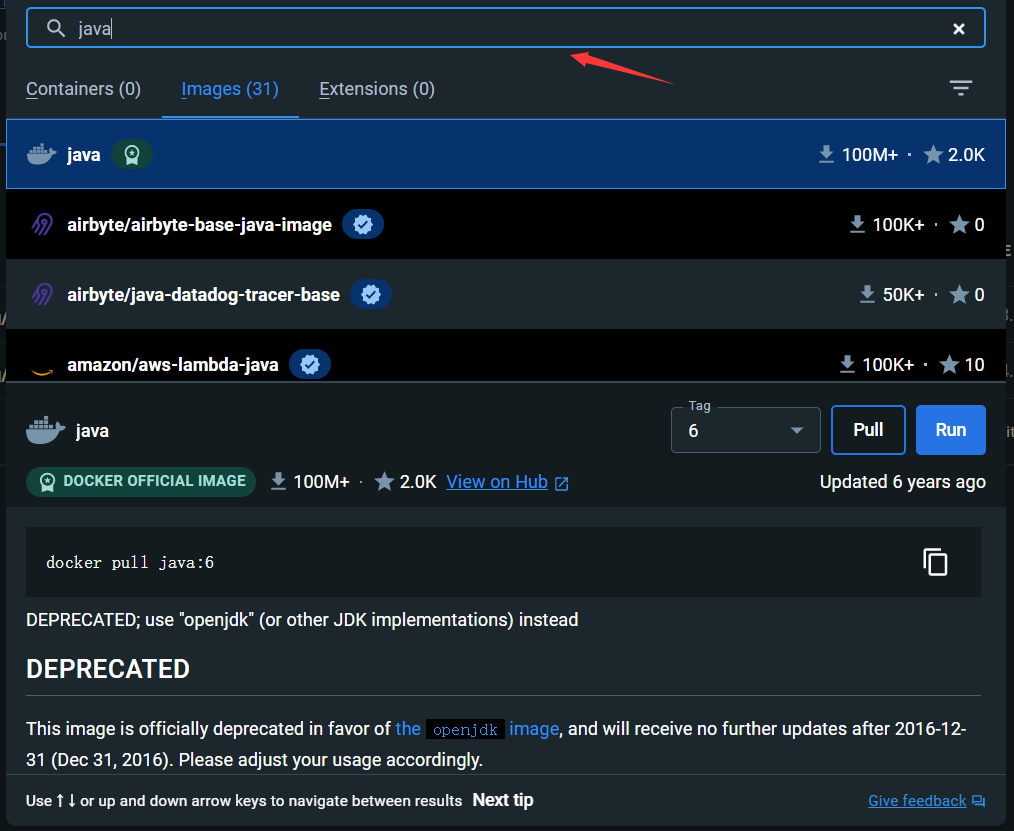 java
Containers (0) Images (31) Extensions (0)
java 100M+ · 2.0K
airbyte/airbyte-base-java-image 100K+ · 0
airbyte/java-datadog-tracer-base 50K+ · 0
amazon/aws-lambda-java 100K+ · 10
Tag
java 6 Pull Run
DOCKER OFFICIAL IMAGE 100M+ · 2.0K View on Hub Updated 6 years ago
docker pull java:6
DEPRECATED; use "openjdk" (or other JDK implementations) instead
DEPRECATED
This image is officially deprecated in favor of the openjdk image, and will receive no further updates after 2016-12-
31 (Dec 31, 2016). Please adjust your usage accordingly.
Use ↑ ↓ or up and down arrow keys to navigate between results Next tip Give feedback